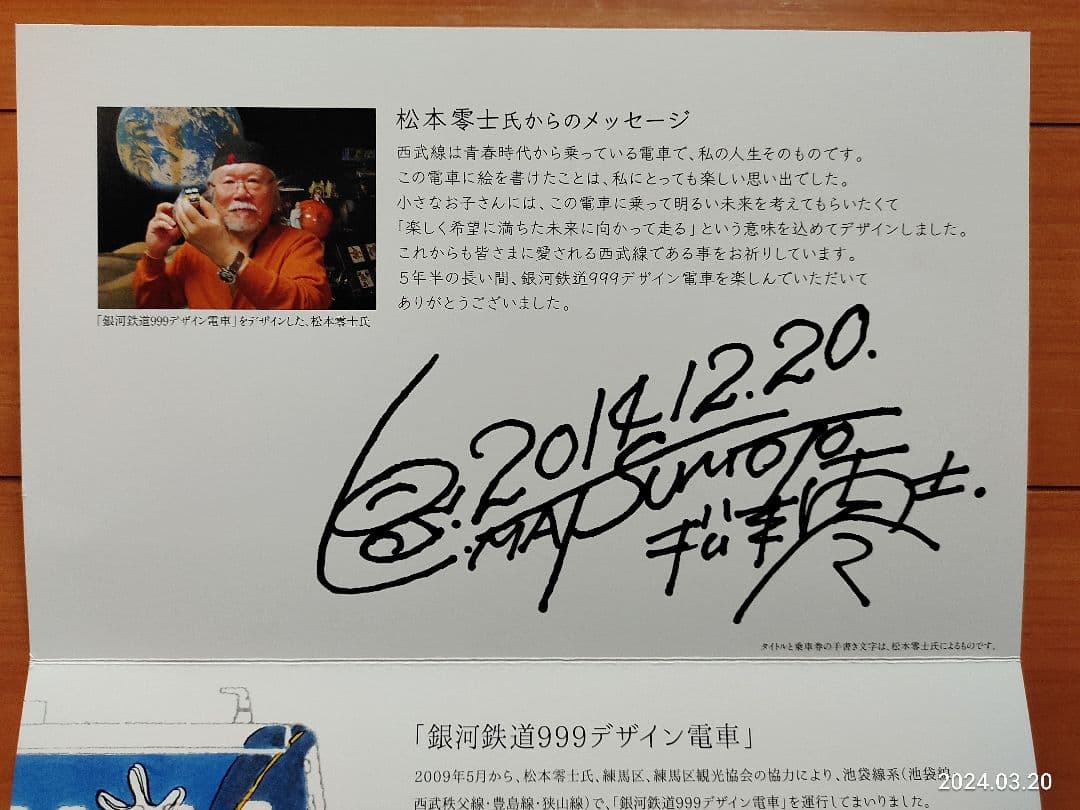 松本零士氏からのメッセージ
西武線は青春時代から乗っている電車で、私の人生そのものです。
この電車に絵を書けたことは、私にとっても楽しい思い出でした。
小さなお子さんには、この電車に乗って明るい未来を考えてもらいたくて
「楽しく希望に満ちた未来に向かって走る」という意味を込めてデザインしました。
これからも皆さまに愛される西武線である事をお祈りしています。
5年半の長い間、銀河鉄道999デザイン電車を楽しんでいただいて
ありがとうございました。
「銀河鉄道999デザイン電車」をデザインした、松本零士氏
2014.12.20.
MATSUMOTO
松本零士.
タイトルと乗車券の手書き文字は、松本零士氏によるものです。
「銀河鉄道999デザイン電車」
2009年5月から、松本零士氏、練馬区、練馬区観光協会の協力により、池袋線系(池袋線
西武秩父線・豊島線・狭山線)で、「銀河鉄道999デザイン電車」を運行してまいりました。
2024.03.20